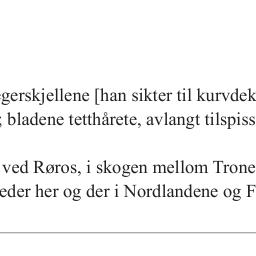 egerskjellene [han sikter til kurvdek
; bladene tetthårete, avlangt tilspiss
ved Røros, i skogen mellom Trone
eder her og der i Nordlandene og F